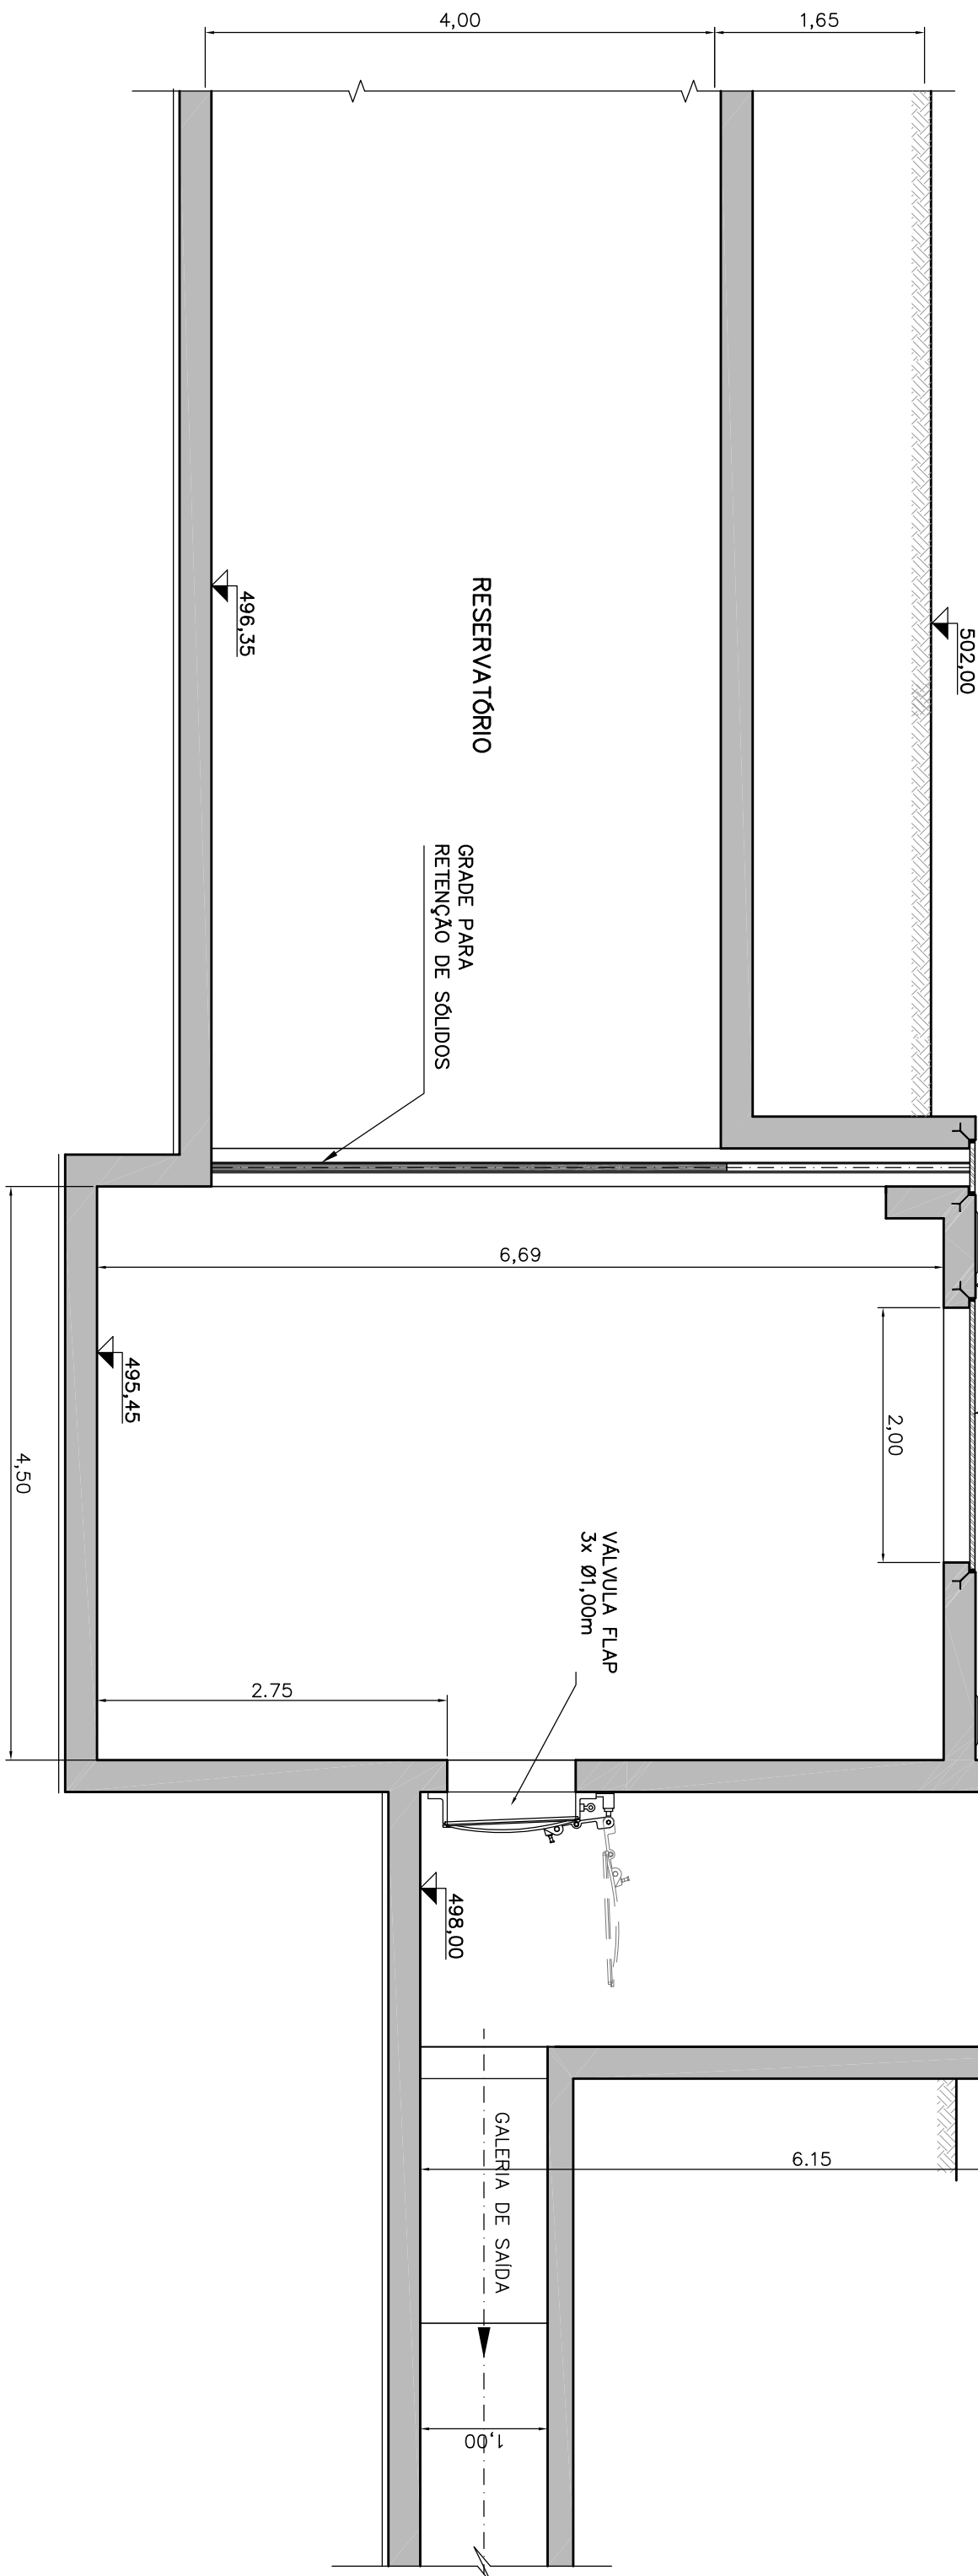 4,00
1,65
502,00
496,35
RESERVATÓRIO
GRADE PARA
RETENÇÃO DE SÓLIDOS
6,69
495,45
2,00
4,50
VÁLVULA FLAP
3x Ø1,00m
2.75
498,00
GALERIA DE SAÍDA
6.15
1,00